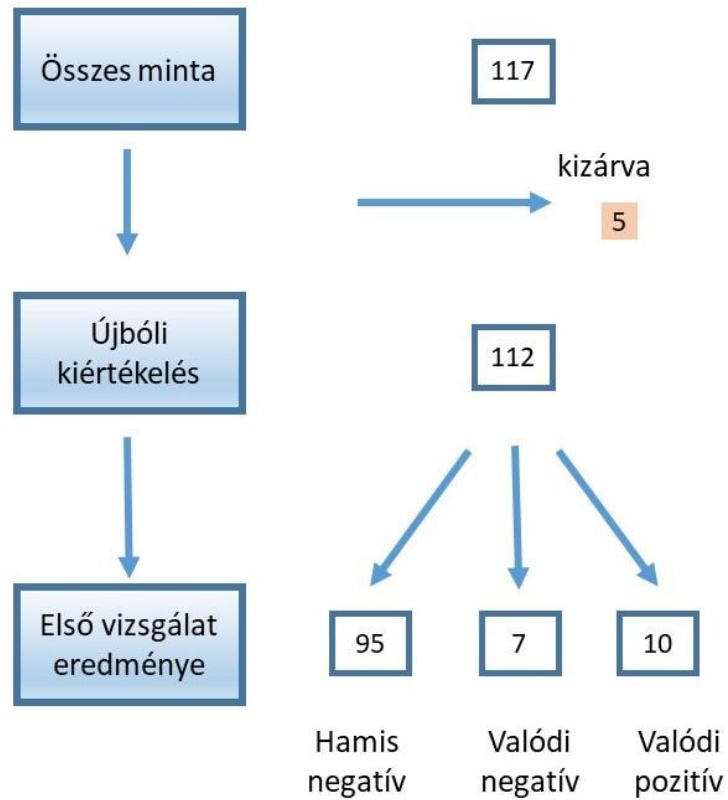 Összes minta
117
kizárva
5
Újbóli
kiértékelés
112
Első vizsgálat
eredménye
95
7
10
Hamis
negatív
Valódi
negatív
Valódi
pozitív